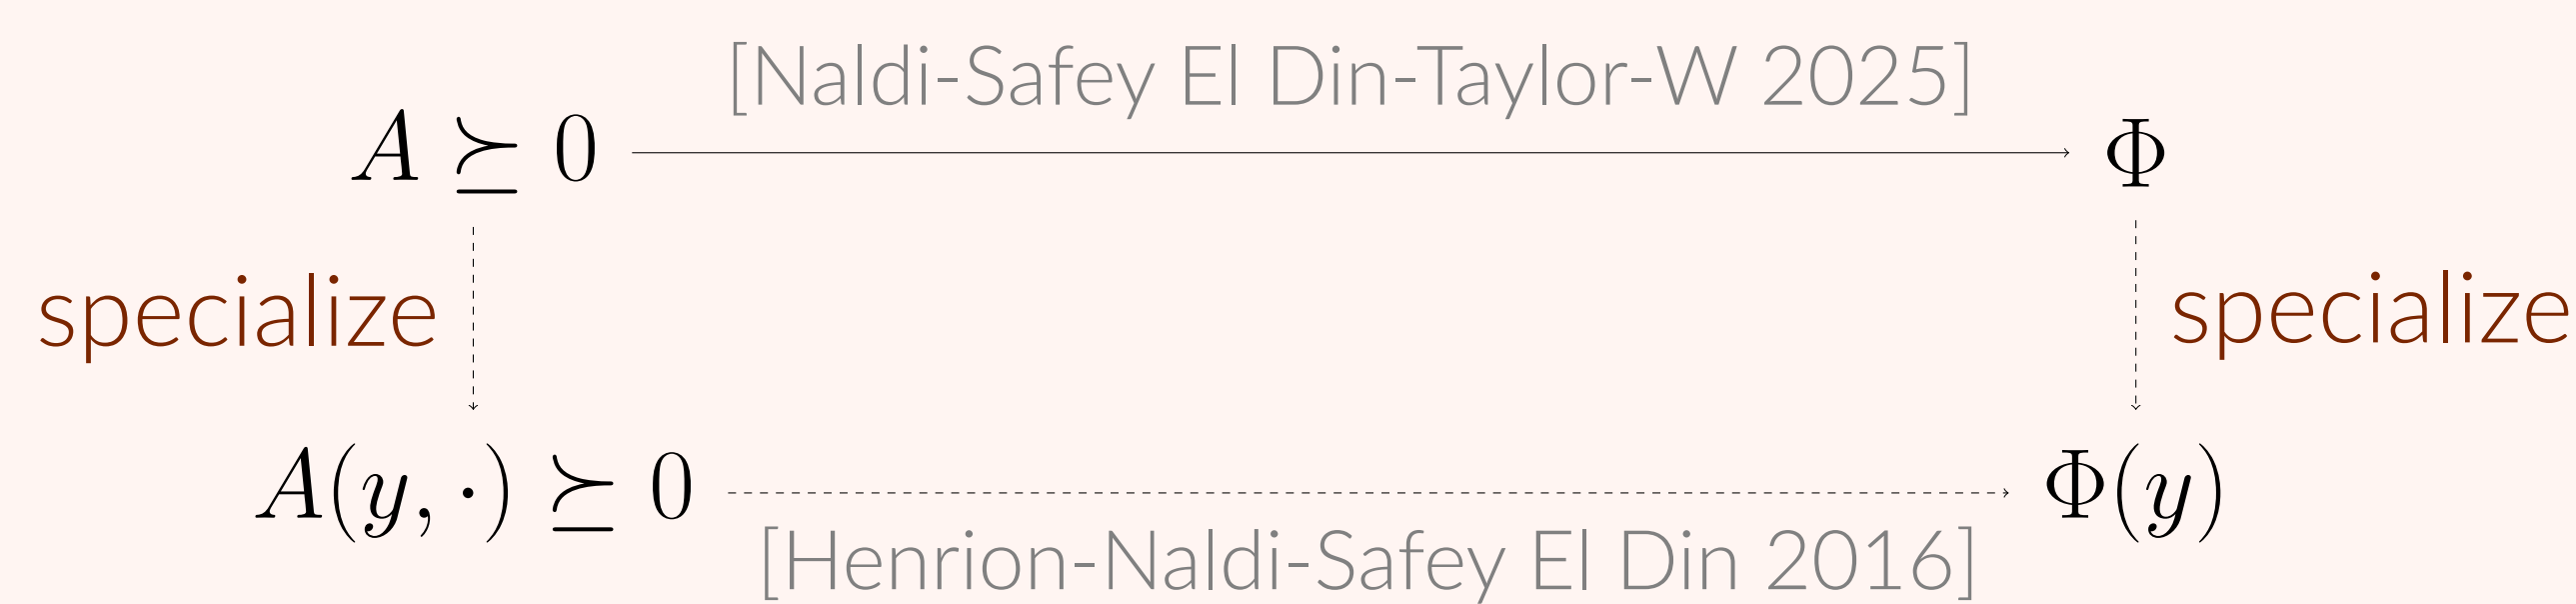 [Naldi-Safey El Din-Taylor-W 2025]
A ⪰ 0 Φ
specialize specialize
A(y, ·) ⪰ 0 Φ(y)
[Henrion-Naldi-Safey El Din 2016]